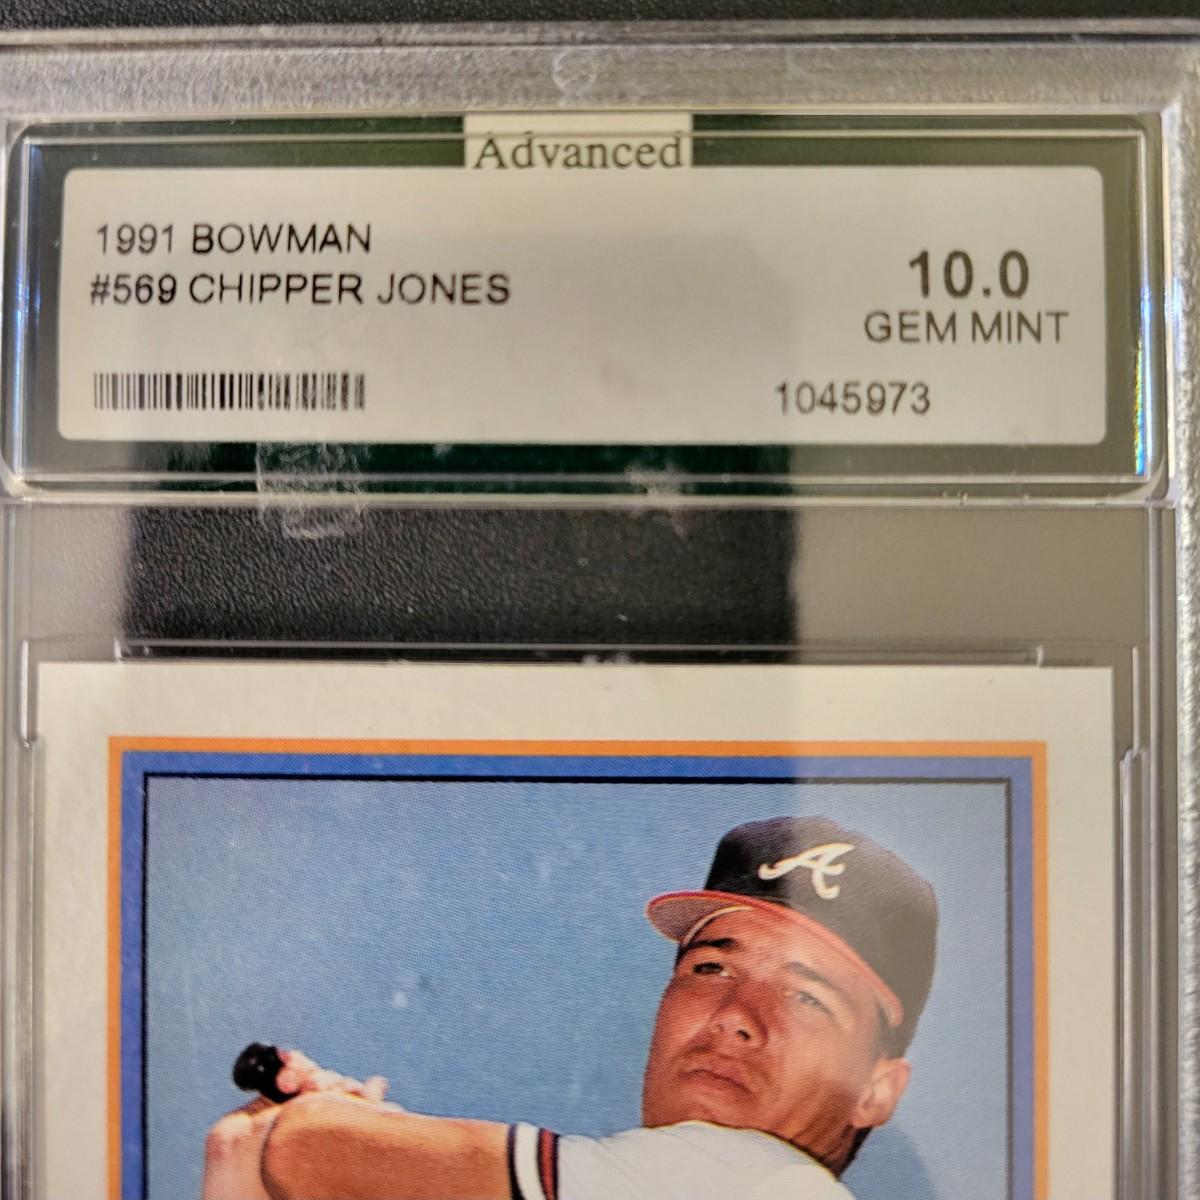 Advanced
1991 BOWMAN
#569 CHIPPER JONES
10.0
GEM MINT
1045973
A